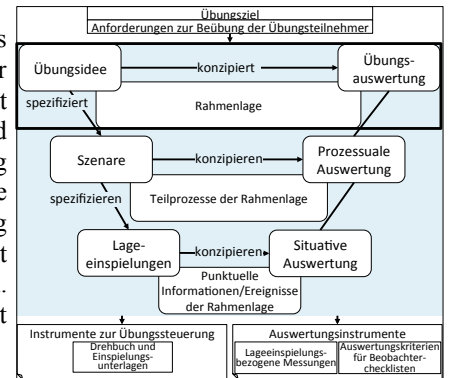 Übungsziel
Anforderungen zur Beübung der Übungsteilnehmer
Übungsidee
konzipiert
Übungs-
auswertung
spezifiziert
Rahmenlage
Szenare
konzipieren
Prozessuale
Auswertung
spezifizieren
Teilprozesse der Rahmenlage
Lage-
einspielungen
konzipieren
Situative
Auswertung
Punktuelle
Informationen/Ereignisse
der Rahmenlage
Instrumente zur Übungssteuerung
Drehbuch und
Einspielungs-
unterlagen
Auswertungsinstrumente
Lageeinspielungs-
bezogene Messungen
Auswertungskriterien
für Beobachter-
checklisten